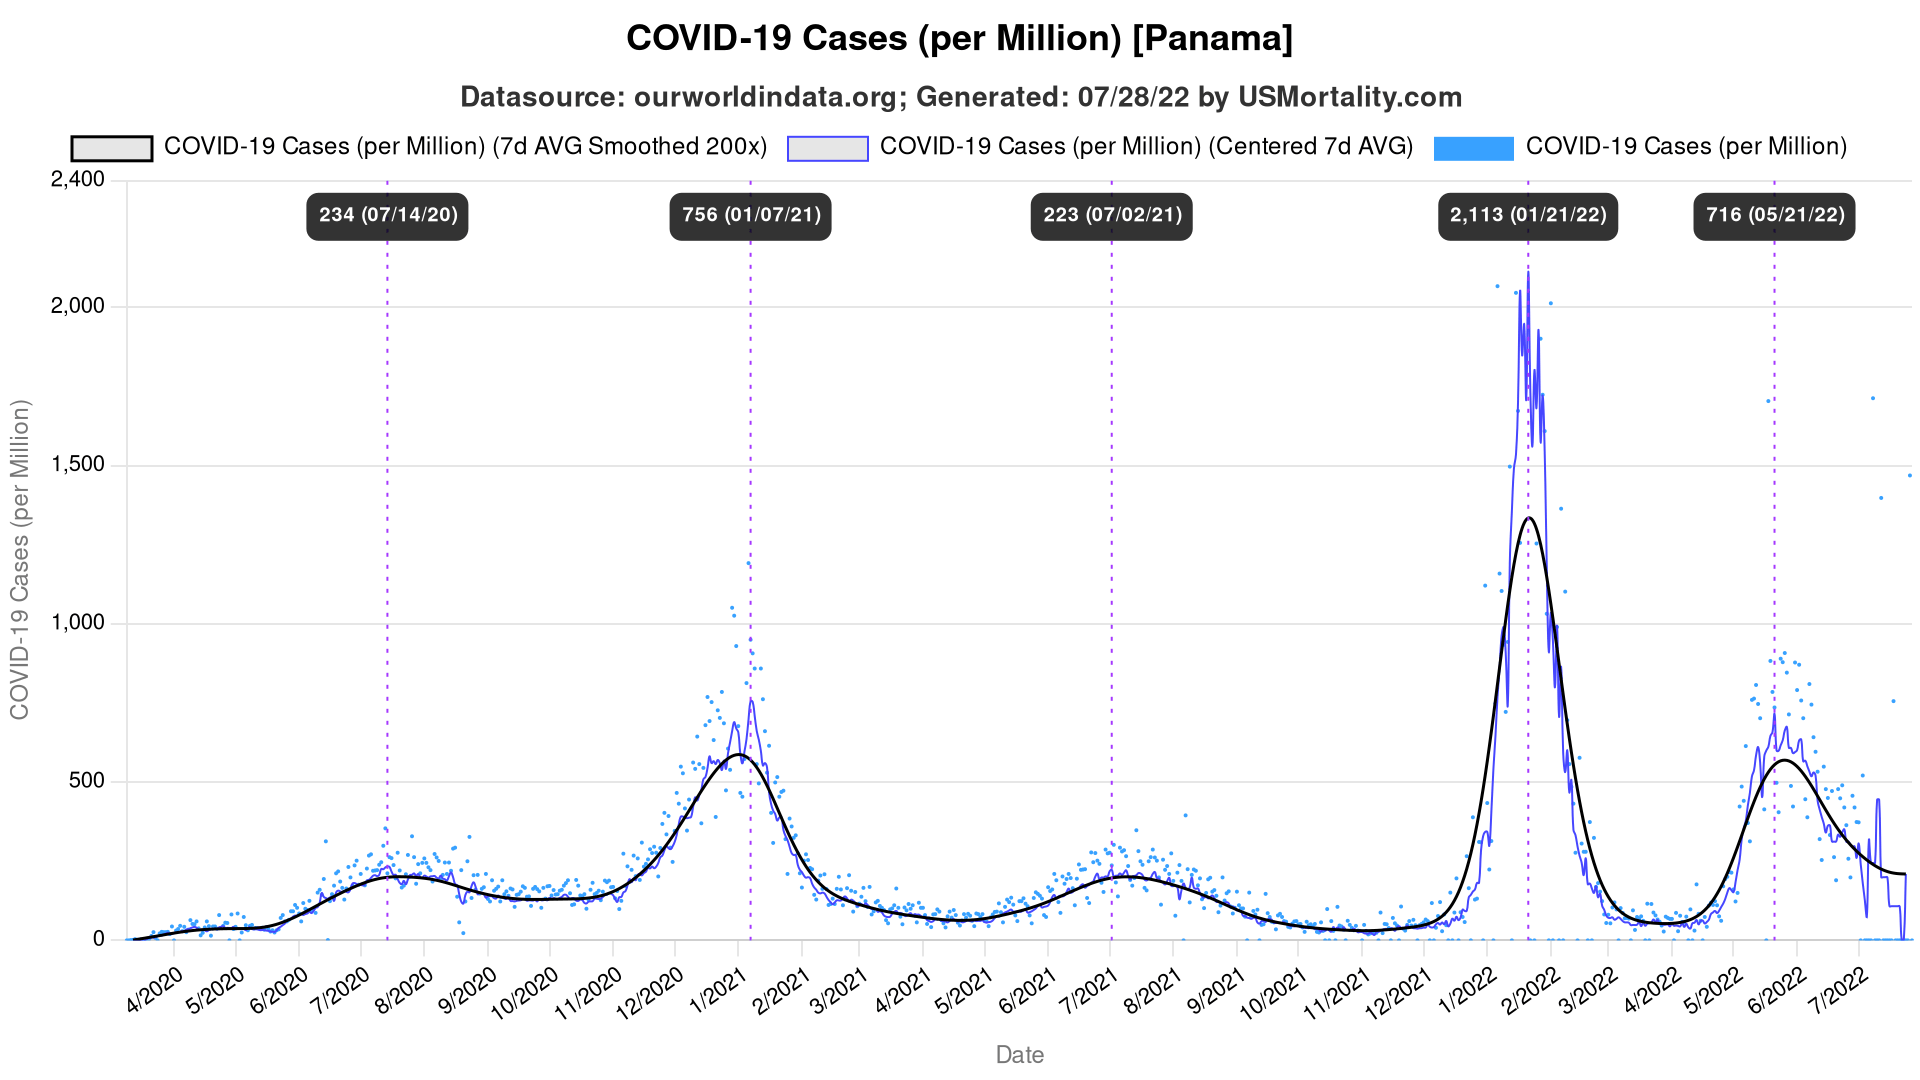 COVID-19 Cases (per Million) [Panama]
Datasource: ourworldindata.org; Generated: 07/28/22 by USMortality.com
COVID-19 Cases (per Million) (7d AVG Smoothed 200x) COVID-19 Cases (per Million) (Centered 7d AVG) COVID-19 Cases (per Million)
2,400
234 (07/14/20) 756 (01/07/21) 223 (07/02/21) 2,113 (01/21/22) 716 (05/21/22)
2,000
1,500
1,000
500
0
COVID-19 Cases (per Million)
4/2020 5/2020 6/2020 7/2020 8/2020 9/2020 10/2020 11/2020 12/2020 1/2021 2/2021 3/2021 4/2021 5/2021 6/2021 7/2021 8/2021 9/2021 10/2021 11/2021 12/2021 1/2022 2/2022 3/2022 4/2022 5/2022 6/2022 7/2022
Date